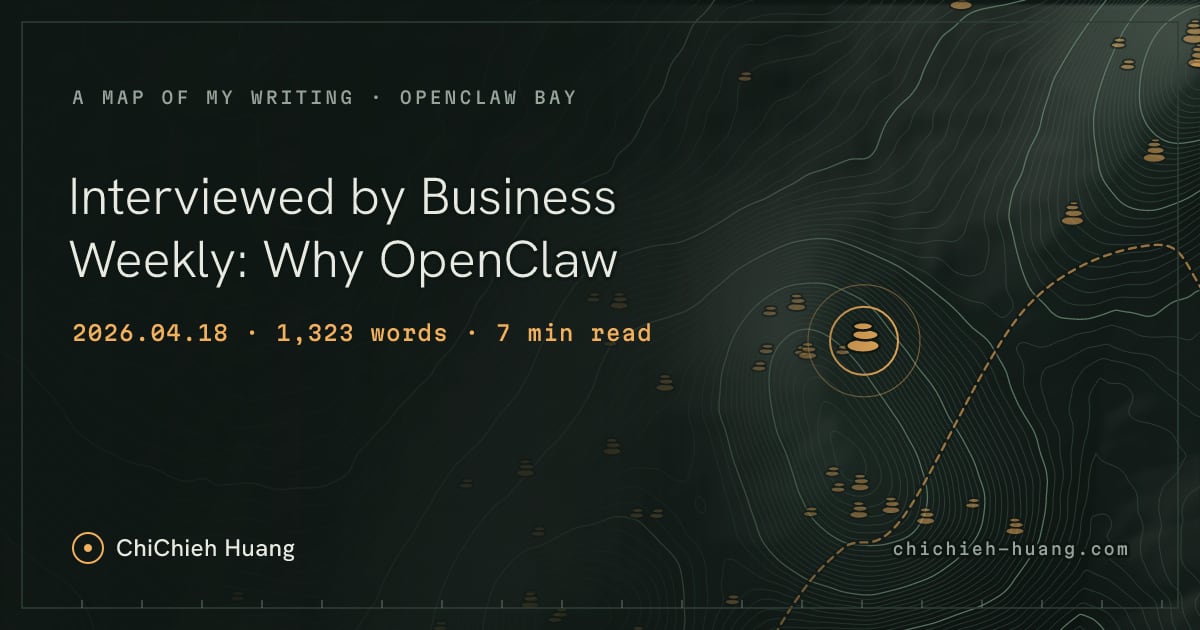 A MAP OF MY WRITING · OPENCLAW BAY
Interviewed by Business
Weekly: Why OpenClaw
2026.04.18 · 1,323 words · 7 min read
ChiChieh Huang
chichieh-huang.com